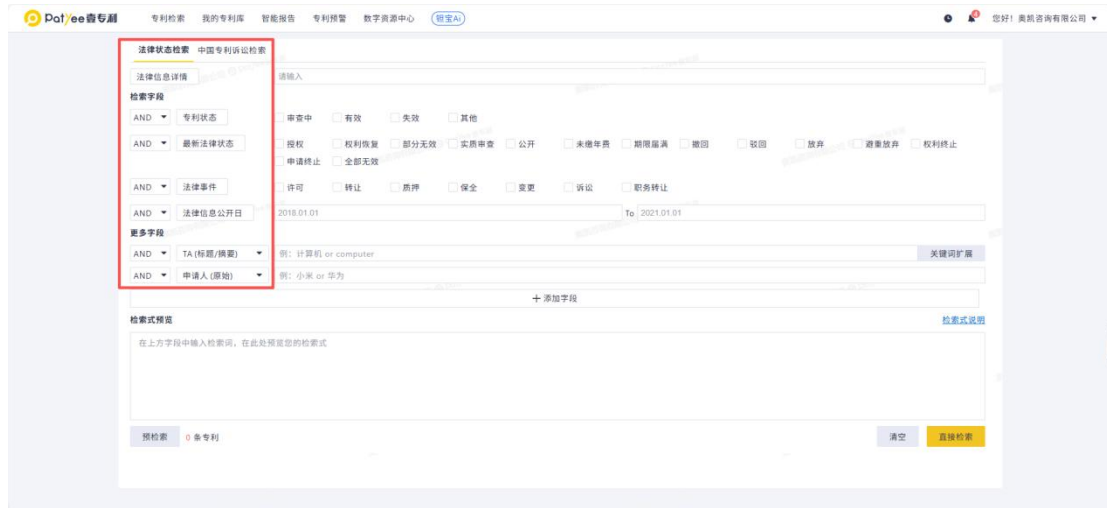 Patyee壹专利 专利检索 我的专利库 智能报告 专利预警 数字资源中心 钽宝Ai 4 您好！奥凯咨询有限公司 ▼
法律状态检索 中国专利诉讼检索
法律信息详情 请输入
检索字段
AND ▼ 专利状态 审查中 有效 失效 其他
AND ▼ 最新法律状态 授权 权利恢复 部分无效 实质审查 公开 未缴年费 期限届满 撤回 驳回 放弃 避重放弃 权利终止
申请终止 全部无效
AND ▼ 法律事件 许可 转让 质押 保全 变更 诉讼 职务转让
AND ▼ 法律信息公开日 2018.01.01 To 2021.01.01
更多字段
AND ▼ TA (标题/摘要) ▼ 例：计算机 or computer 关键词扩展
AND ▼ 申请人 (原始) ▼ 例：小米 or 华为
+ 添加字段
检索式预览 检索式说明
在上方字段中输入检索词，在此处预览您的检索式
预检索 0 条专利 清空 直接检索